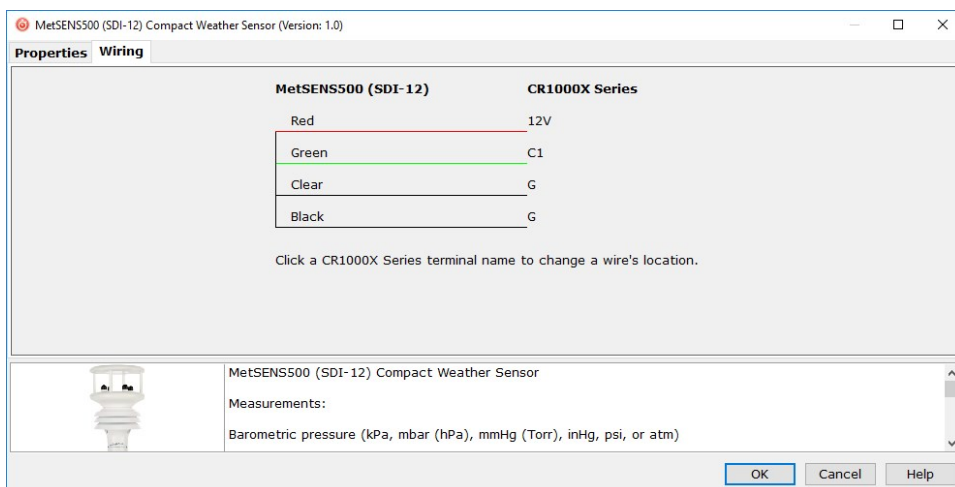 MetSENS500 (SDI-12) Compact Weather Sensor (Version: 1.0)
Properties Wiring
MetSENS500 (SDI-12) CR1000X Series
Red 12V
Green C1
Clear G
Black G
Click a CR1000X Series terminal name to change a wire's location.
MetSENS500 (SDI-12) Compact Weather Sensor
Measurements:
Barometric pressure (kPa, mbar (hPa), mmHg (Torr), inHg, psi, or atm)
OK Cancel Help